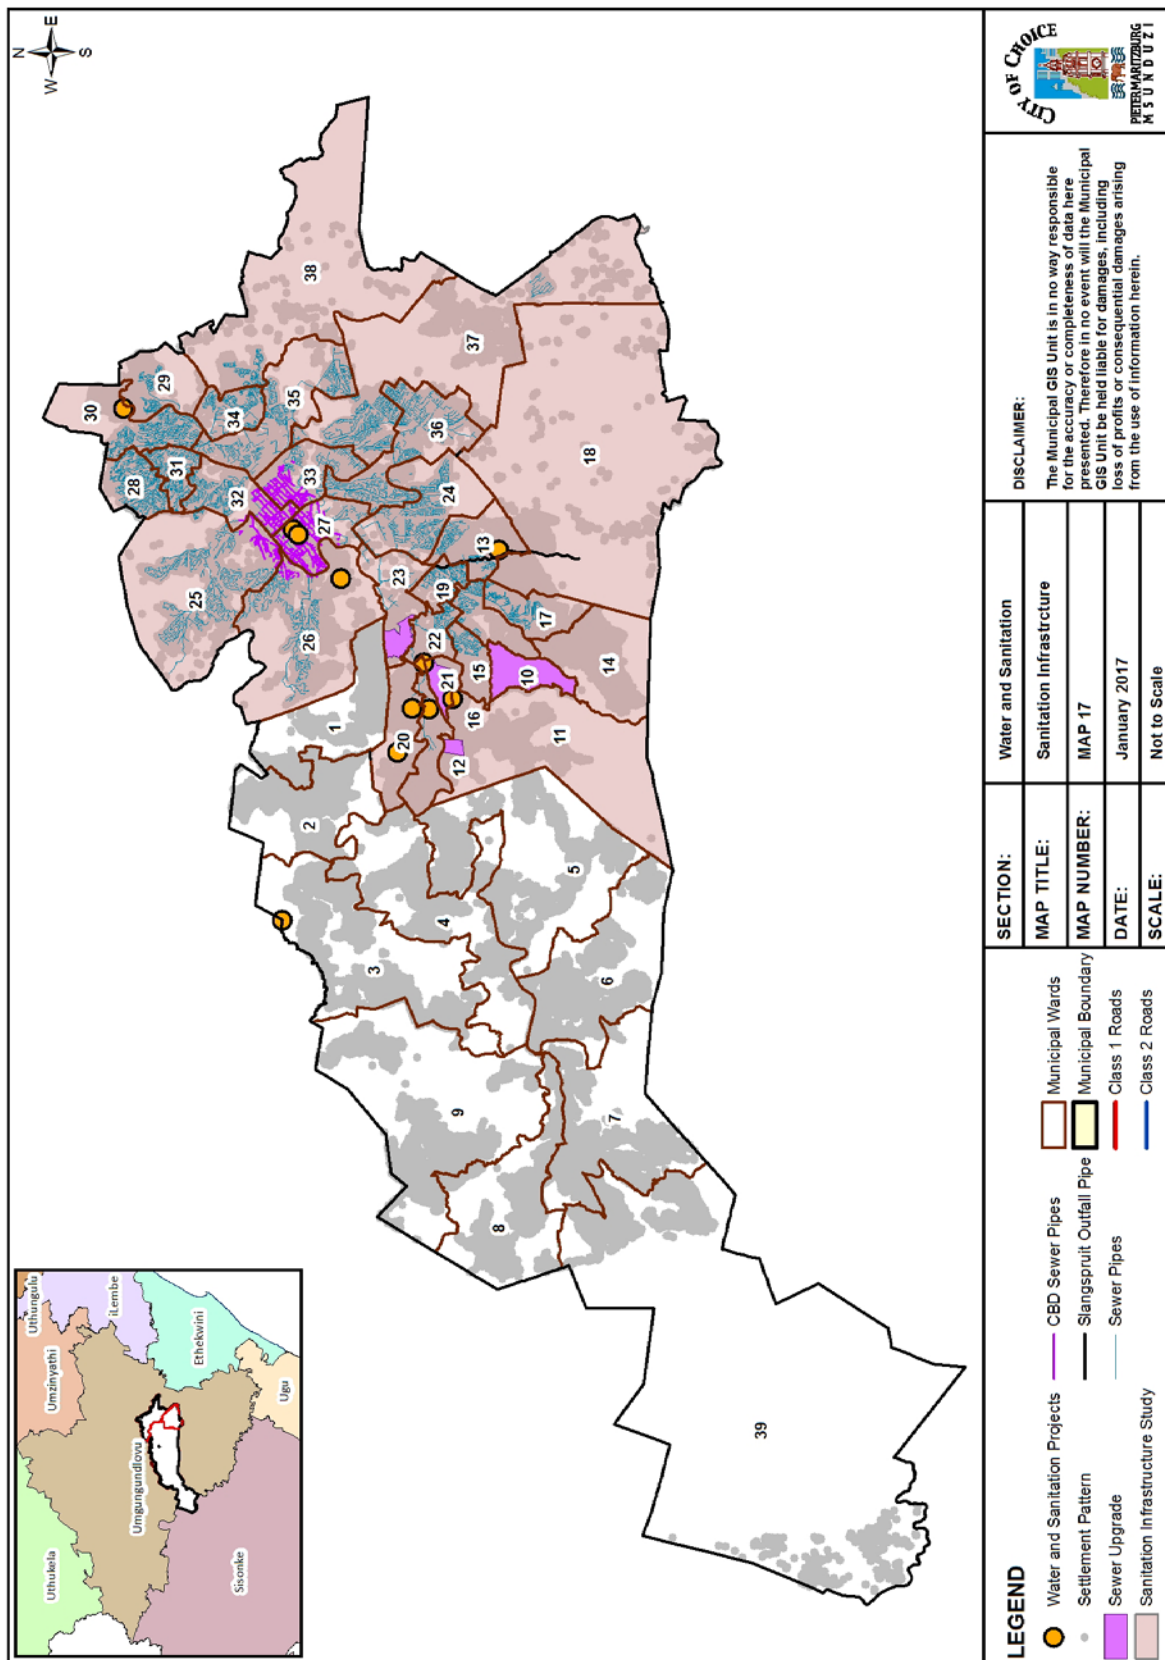 N
W
E
S
Uthukela
Umzinyathi
Uthungulu
iLembe
Umgungundlovu
Ethekwini
Sisonke
Ugu
1
2
3
4
5
6
7
8
9
10
11
12
13
14
15
16
17
18
19
20
21
22
23
24
25
26
27
28
29
30
31
32
33
34
35
36
37
38
39
LEGEND
Water and Sanitation Projects
Settlement Pattern
Sewer Upgrade
Sanitation Infrastructure Study
CBD Sewer Pipes
Slangspruit Outfall Pipe
Sewer Pipes
Municipal Wards
Municipal Boundary
Class 1 Roads
Class 2 Roads
SECTION: Water and Sanitation
MAP TITLE: Sanitation Infrastrcture
MAP NUMBER: MAP 17
DATE: January 2017
SCALE: Not to Scale
DISCLAIMER:
The Municipal GIS Unit is in no way responsible
for the accuracy or completeness of data here
presented. Therefore in no event will the Municipal
GIS Unit be held liable for damages, including
loss of profits or consequential damages arising
from the use of information herein.
CITY OF CHOICE
PIETERMARITZBURG
MSUNDUZI